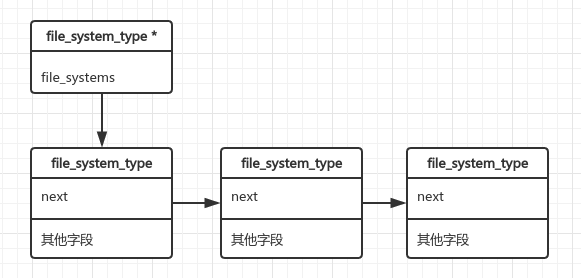 file_system_type *
file_systems
file_system_type
next
其他字段
file_system_type
next
其他字段
file_system_type
next
其他字段